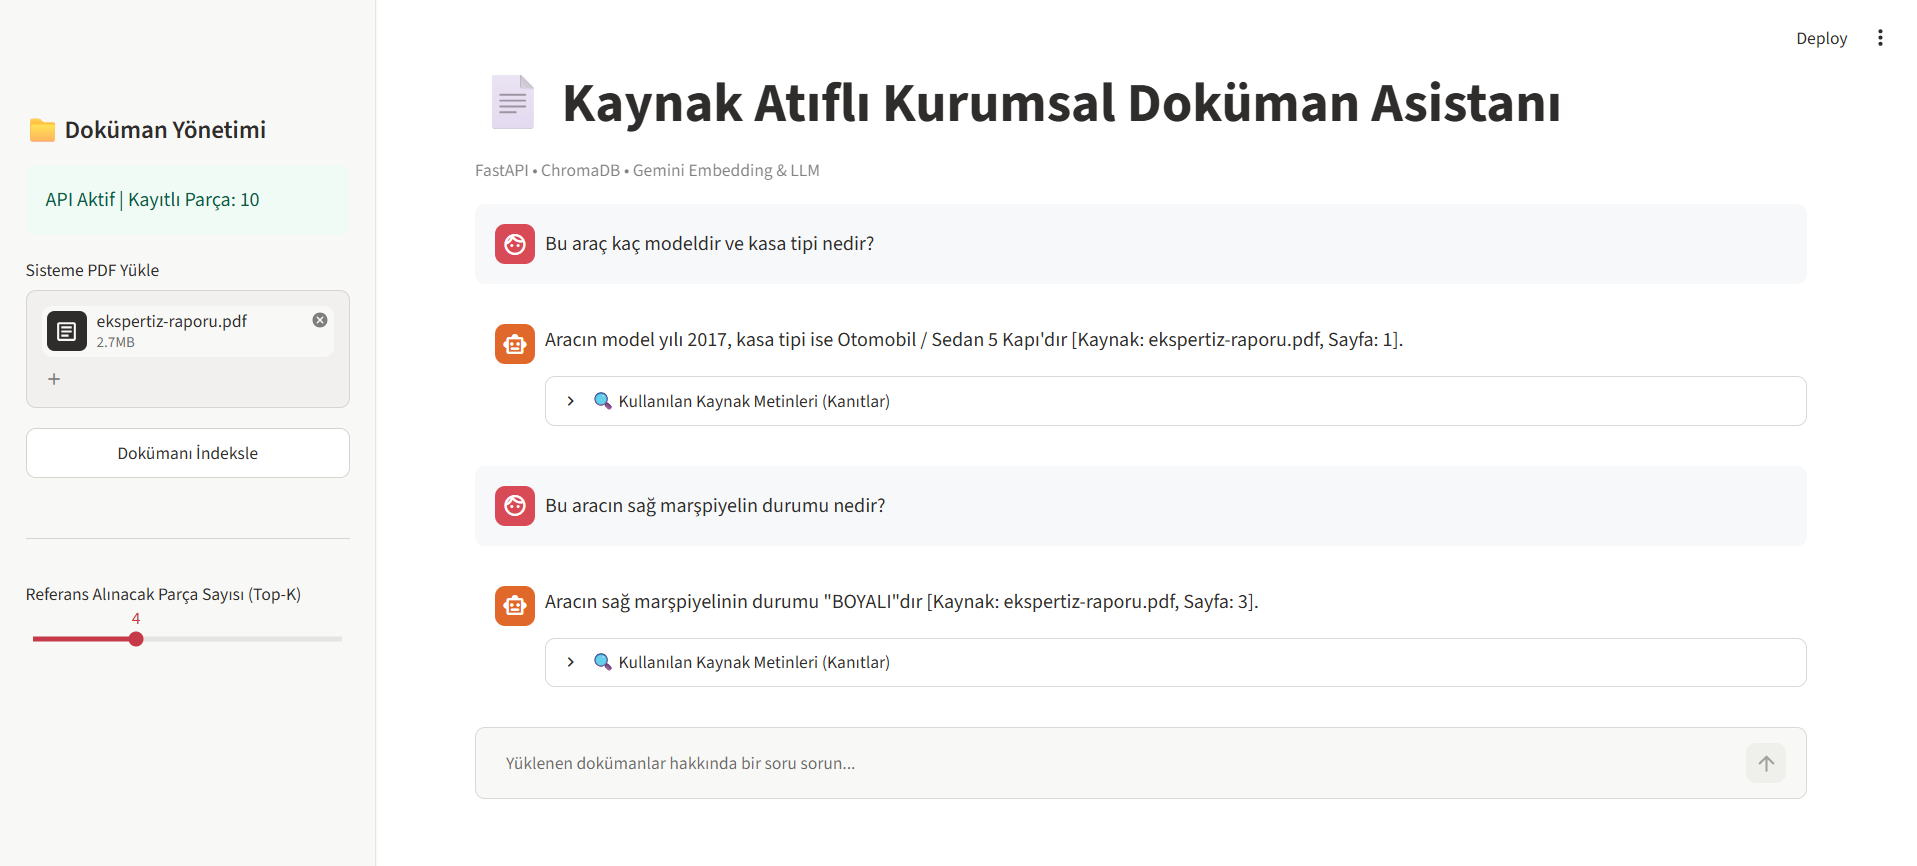 Deploy
Doküman Yönetimi
API Aktif | Kayıtlı Parça: 10
Sisteme PDF Yükle
ekspertiz-raporu.pdf
2.7MB
Dokümanı İndeksle
Referans Alınacak Parça Sayısı (Top-K)
4
Kaynak Atıflı Kurumsal Doküman Asistanı
FastAPI • ChromaDB • Gemini Embedding & LLM
Bu araç kaç modeldir ve kasa tipi nedir?
Aracın model yılı 2017, kasa tipi ise Otomobil / Sedan 5 Kapı'dır [Kaynak: ekspertiz-raporu.pdf, Sayfa: 1].
Kullanılan Kaynak Metinleri (Kanıtlar)
Bu aracın sağ marşpiyelin durumu nedir?
Aracın sağ marşpiyelinin durumu "BOYALI"dır [Kaynak: ekspertiz-raporu.pdf, Sayfa: 3].
Kullanılan Kaynak Metinleri (Kanıtlar)
Yüklenen dokümanlar hakkında bir soru sorun...